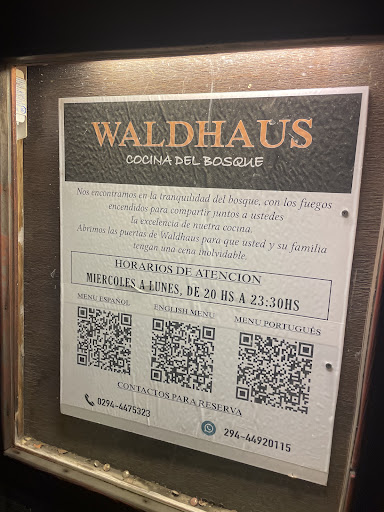 WALDHAUS
COCINA DEL BOSQUE
Nos encontramos en la tranquilidad del bosque, con los fuegos
encendidos para compartir juntos a ustedes
la excelencia de nuetra cocina.
Abrimos las puertas de Waldhaus para que usted y su familia
tengan una cena inolvidable.
HORARIOS DE ATENCION
MIERCOLES A LUNES, DE 20 HS A 23:30HS
MENU ESPAÑOL
ENGLISH MENU
MENU PORTUGUÊS
CONTACTOS PARA RESERVA
0294-4475323
294-44920115